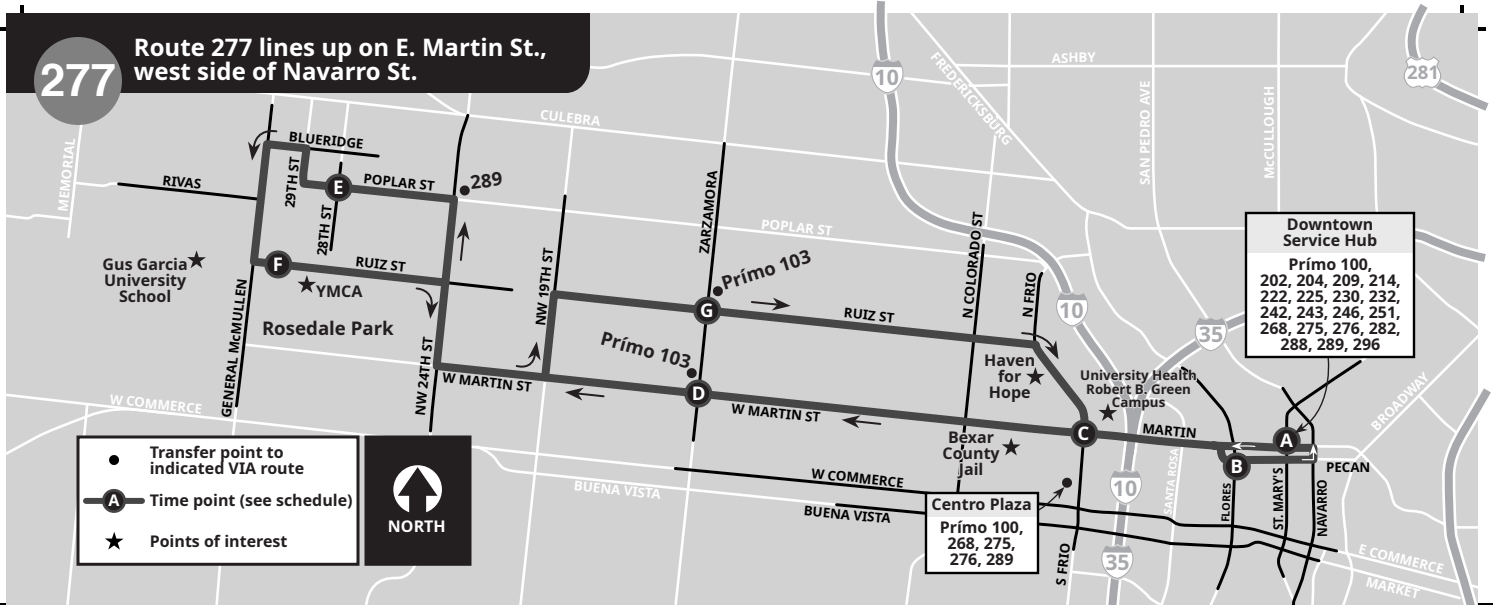 277
Route 277 lines up on E. Martin St.,
west side of Navarro St.
10
FREDERICKSBURG
ASHBY
SAN PEDRO AVE
McCULLOUGH
281
MEMORIAL
CULEBRA
BLUERIDGE
RIVAS
29TH ST
E
POPLAR ST
289
28TH ST
ZARZAMORA
POPLAR ST
N COLORADO ST
Downtown
Service Hub
Prímo 100,
202, 204, 209, 214,
222, 225, 230, 232,
242, 243, 246, 251,
268, 275, 276, 282,
288, 289, 296
Gus Garcia
University
School
F
RUIZ ST
YMCA
Rosedale Park
GENERAL McMULLEN
NW 24TH ST
NW 19TH ST
Prímo 103
G
RUIZ ST
N FRIO
10
35
Prímo 103
Haven
for
Hope
University Health
Robert B. Green
Campus
W MARTIN ST
D
W MARTIN ST
C
MARTIN
A
B
BROADWAY
PECAN
W COMMERCE
Bexar
County
Jail
W COMMERCE
BUENA VISTA
BUENA VISTA
Centro Plaza
Prímo 100,
268, 275,
276, 289
S FRIO
10
35
SANTA ROSA
FLORES
ST. MARY'S
NAVARRO
E COMMERCE
MARKET
Transfer point to
indicated VIA route
A
Time point (see schedule)
Points of interest
NORTH